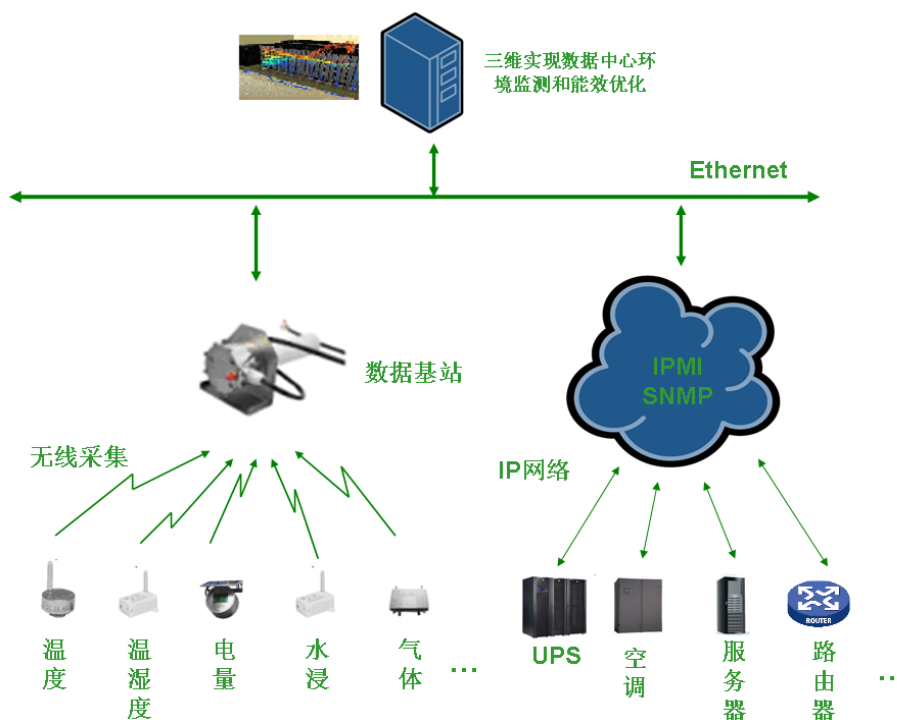 三维实现数据中心环
境监测和能效优化
Ethernet
数据基站
IPMI
SNMP
无线采集
IP网络
温度
温湿度
电量
水浸
气体
...
UPS
空调
服务器
路由器
ROUTER
...